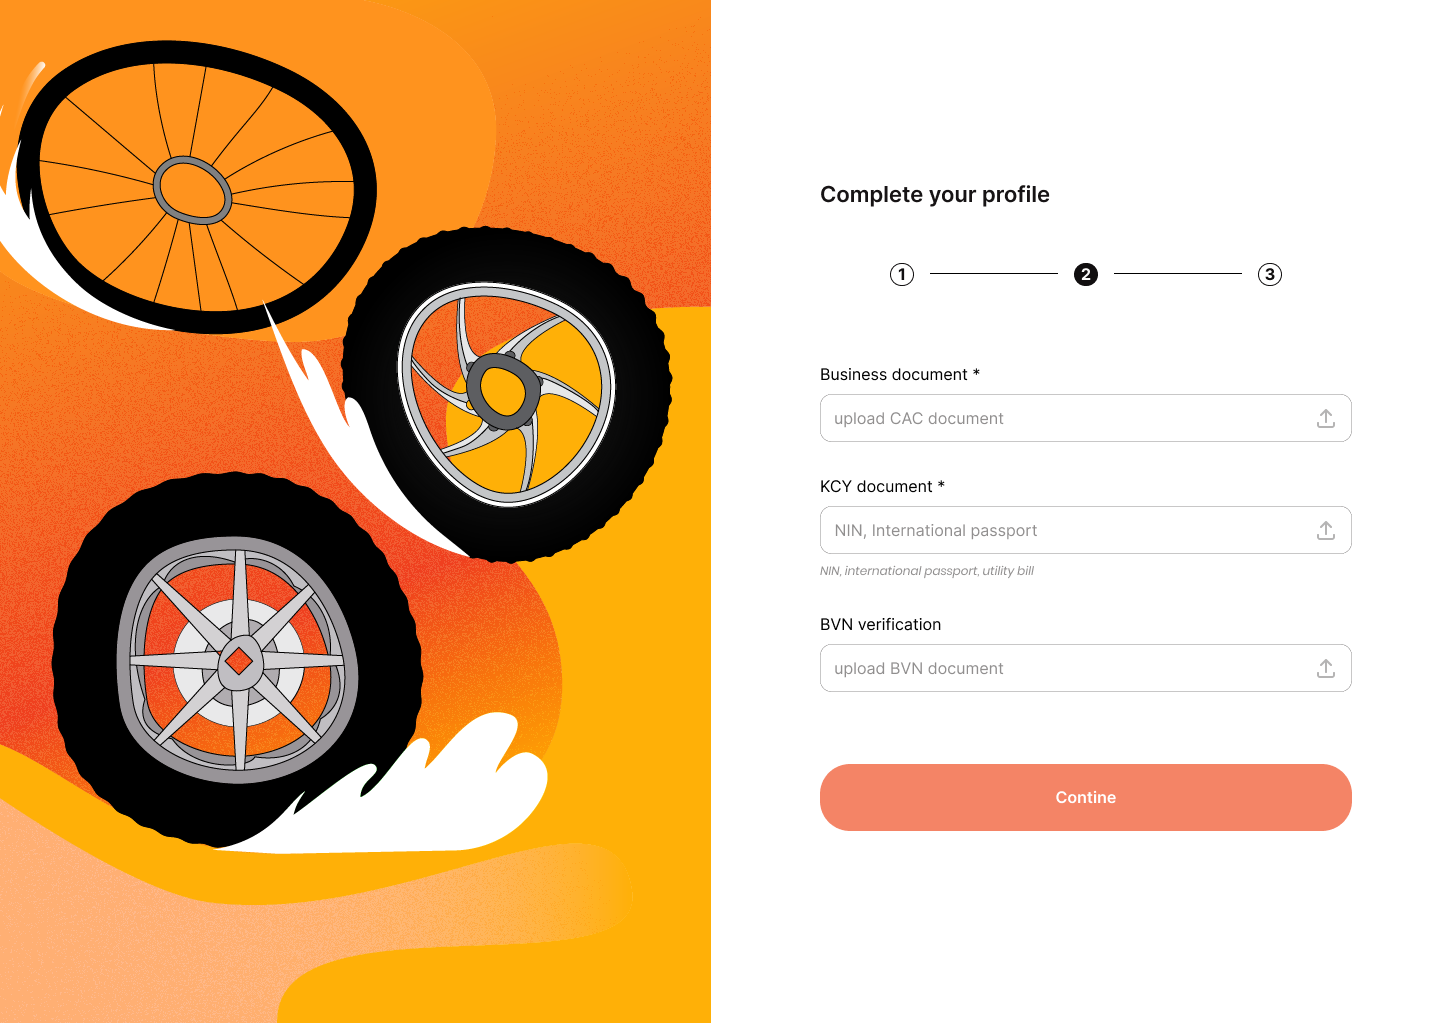 Complete your profile
1 2 3
Business document *
upload CAC document
KCY document *
NIN, International passport
NIN, international passport, utility bill
BVN verification
upload BVN document
Contine